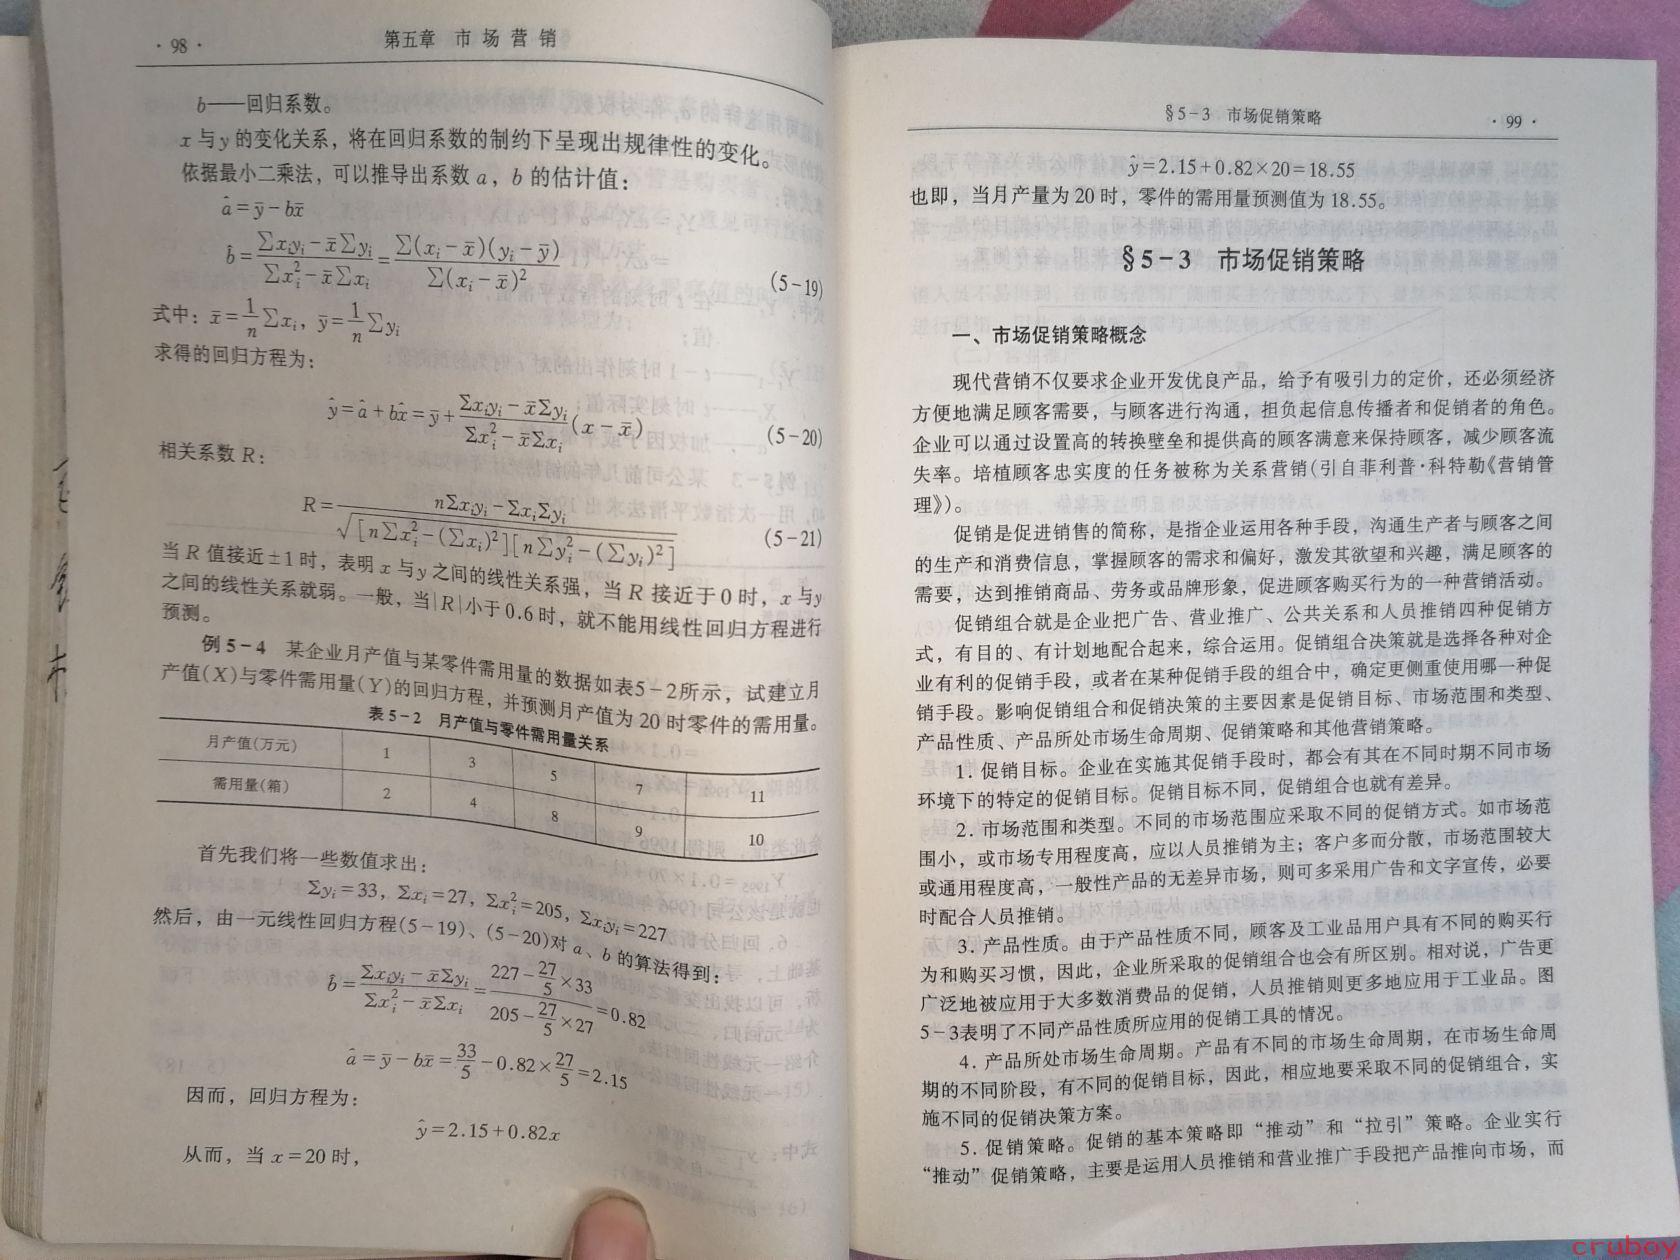 · 98 · 第五章 市场营销
b——回归系数。
x 与 y 的变化关系，将在回归系数的制约下呈现出规律性的变化。
依据最小二乘法，可以推导出系数 a，b 的估计值：
â = ȳ - bx̄
b̂ = (Σxᵢyᵢ - x̄Σyᵢ)/(Σxᵢ² - x̄Σxᵢ) = Σ(xᵢ - x̄)(yᵢ - ȳ)/Σ(xᵢ - x̄)² (5-19)
式中：x̄ = (1/n)Σxᵢ，ȳ = (1/n)Σyᵢ
求得的回归方程为：
ŷ = â + bx̂ = ȳ + (Σxᵢyᵢ - x̄Σyᵢ)/(Σxᵢ² - x̄Σxᵢ)(x - x̄) (5-20)
相关系数 R：
R = (nΣxᵢyᵢ - ΣxᵢΣyᵢ)/√([nΣxᵢ² - (Σxᵢ)²][nΣyᵢ² - (Σyᵢ)²]) (5-21)
当 R 值接近±1 时，表明 x 与 y 之间的线性关系强，当 R 接近于 0 时，x 与 y
之间的线性关系就弱。一般，当|R|小于 0.6 时，就不能用线性回归方程进行
预测。
例 5-4 某企业月产值与某零件需用量的数据如表5-2所示，试建立月
产值(X)与零件需用量(Y)的回归方程，并预测月产值为 20 时零件的需用量。
表 5-2 月产值与零件需用量关系
月产值(万元) 1 3 5 7 11
需用量(箱) 2 4 8 9 10
首先我们将一些数值求出：
Σyᵢ = 33，Σxᵢ = 27，Σxᵢ² = 205，Σxᵢyᵢ = 227
然后，由一元线性回归方程(5-19)、(5-20)对 a、b 的算法得到：
b̂ = (Σxᵢyᵢ - x̄Σyᵢ)/(Σxᵢ² - x̄Σxᵢ) = (227 - 27/5 × 33)/(205 - 27/5 × 27) = 0.82
â = ȳ - bx̄ = 33/5 - 0.82 × 27/5 = 2.15
因而，回归方程为：
ŷ = 2.15 + 0.82x
从而，当 x = 20 时，
§5-3 市场促销策略 · 99 ·
ŷ = 2.15 + 0.82×20 = 18.55
也即，当月产量为 20 时，零件的需用量预测值为 18.55。
§5-3 市场促销策略
一、市场促销策略概念
现代营销不仅要求企业开发优良产品，给予有吸引力的定价，还必须经济
方便地满足顾客需要，与顾客进行沟通，担负起信息传播者和促销者的角色。
企业可以通过设置高的转换壁垒和提供高的顾客满意来保持顾客，减少顾客流
失率。培植顾客忠实度的任务被称为关系营销(引自菲利普·科特勒《营销管
理》)。
促销是促进销售的简称，是指企业运用各种手段，沟通生产者与顾客之间
的生产和消费信息，掌握顾客的需求和偏好，激发其欲望和兴趣，满足顾客的
需要，达到推销商品、劳务或品牌形象，促进顾客购买行为的一种营销活动。
促销组合就是企业把广告、营业推广、公共关系和人员推销四种促销方
式，有目的、有计划地配合起来，综合运用。促销组合决策就是选择各种对企
业有利的促销手段，或者在某种促销手段的组合中，确定更侧重使用哪一种促
销手段。影响促销组合和促销决策的主要因素是促销目标、市场范围和类型、
产品性质、产品所处市场生命周期、促销策略和其他营销策略。
1. 促销目标。企业在实施其促销手段时，都会有其在不同时期不同市场
环境下的特定的促销目标。促销目标不同，促销组合也就有差异。
2. 市场范围和类型。不同的市场范围应采取不同的促销方式。如市场范
围小，或市场专用程度高，应以人员推销为主；客户多而分散，市场范围较大
或通用程度高，一般性产品的无差异市场，则可多采用广告和文字宣传，必要
时配合人员推销。
3. 产品性质。由于产品性质不同，顾客及工业品用户具有不同的购买行
为和购买习惯，因此，企业所采取的促销组合也会有所区别。相对说，广告更
广泛地被应用于大多数消费品的促销，人员推销则更多地应用于工业品。图
5-3表明了不同产品性质所应用的促销工具的情况。
4. 产品所处市场生命周期。产品有不同的市场生命周期，在市场生命周
期的不同阶段，有不同的促销目标，因此，相应地要采取不同的促销组合，实
施不同的促销决策方案。
5. 促销策略。促销的基本策略即“推动”和“拉引”策略。企业实行
“推动”促销策略，主要是运用人员推销和营业推广手段把产品推向市场，而
cruboy